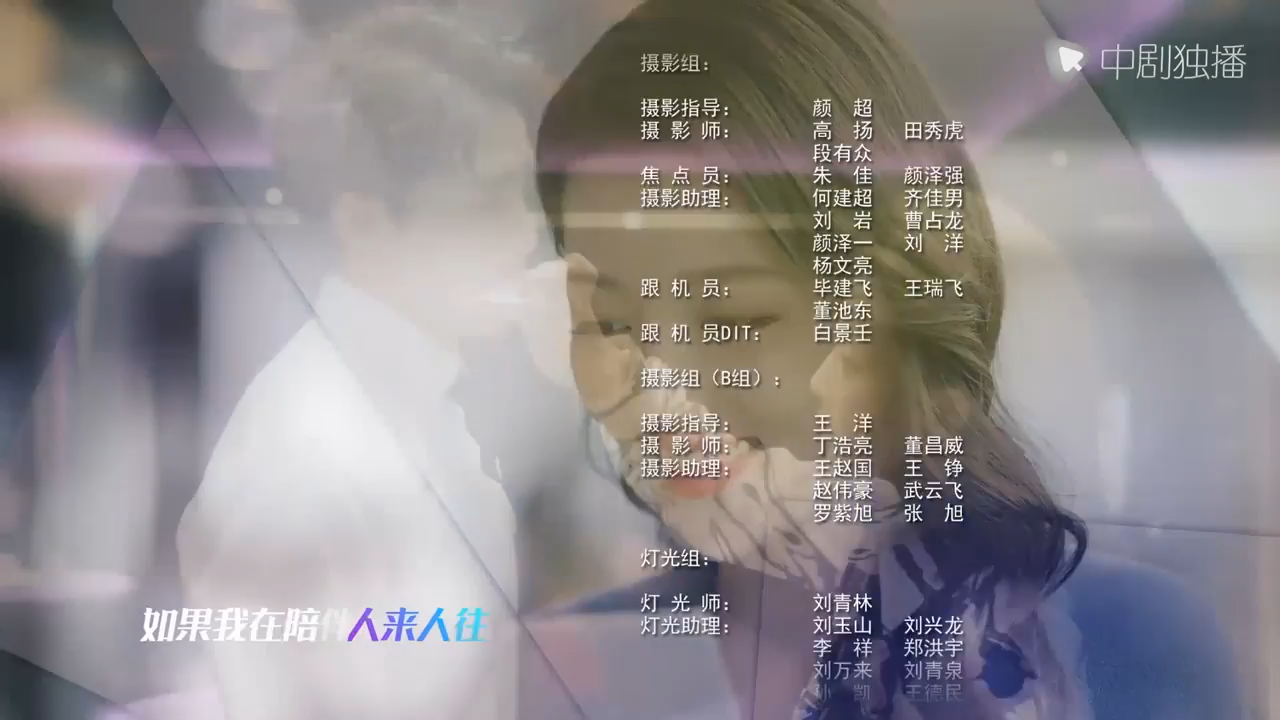 中剧独播
摄影组：
摄影指导： 颜 超
摄 影 师： 高 扬 田秀虎
段有众
焦 点 员： 朱 佳 颜泽强
摄影助理： 何建超 齐佳男
刘 岩 曹占龙
颜泽一 刘 洋
杨文亮
跟 机 员： 毕建飞 王瑞飞
董池东
跟 机 员DIT： 白景壬
摄影组（B组）：
摄影指导： 王 洋
摄 影 师： 丁浩亮 董昌威
摄影助理： 王赵国 王 铮
赵伟豪 武云飞
罗紫旭 张 旭
灯光组：
灯 光 师： 刘青林
灯光助理： 刘玉山 刘兴龙
李 祥 郑洪宇
刘万来 刘青泉
孙 凯 王德民
如果我在陪伴人来人往